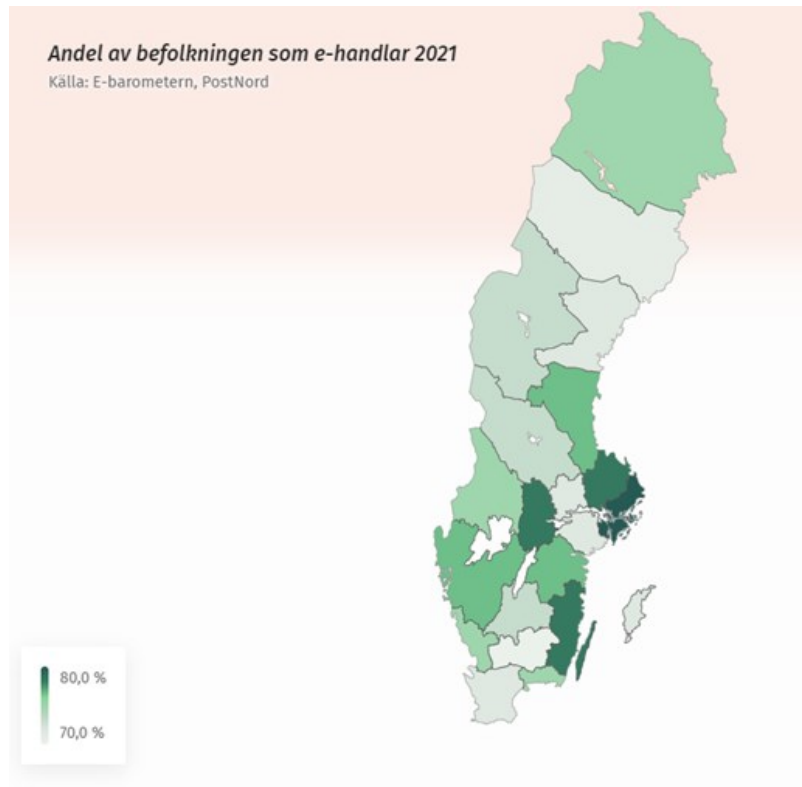 Andel av befolkningen som e-handlar 2021
Källa: E-barometern, PostNord
80,0 %
70,0 %